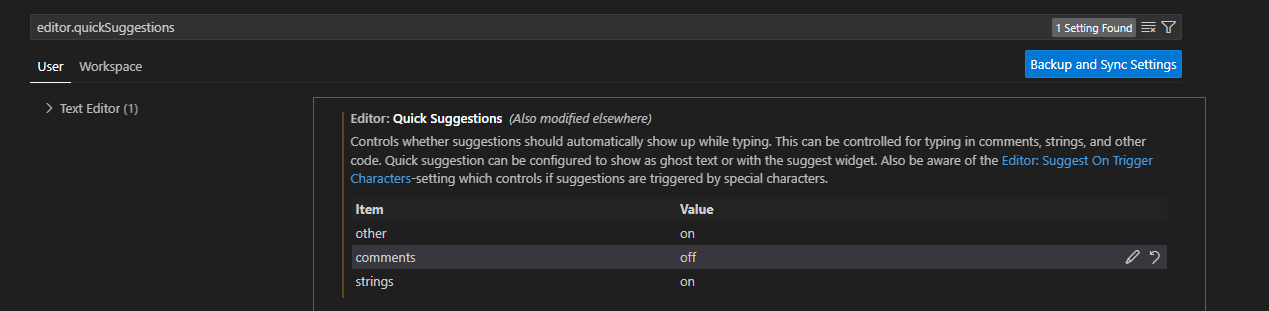 editor.quickSuggestions
1 Setting Found
User Workspace
Backup and Sync Settings
Text Editor (1)
Editor: Quick Suggestions (Also modified elsewhere)
Controls whether suggestions should automatically show up while typing. This can be controlled for typing in comments, strings, and other
code. Quick suggestion can be configured to show as ghost text or with the suggest widget. Also be aware of the Editor: Suggest On Trigger
Characters-setting which controls if suggestions are triggered by special characters.
Item Value
other on
comments off
strings on